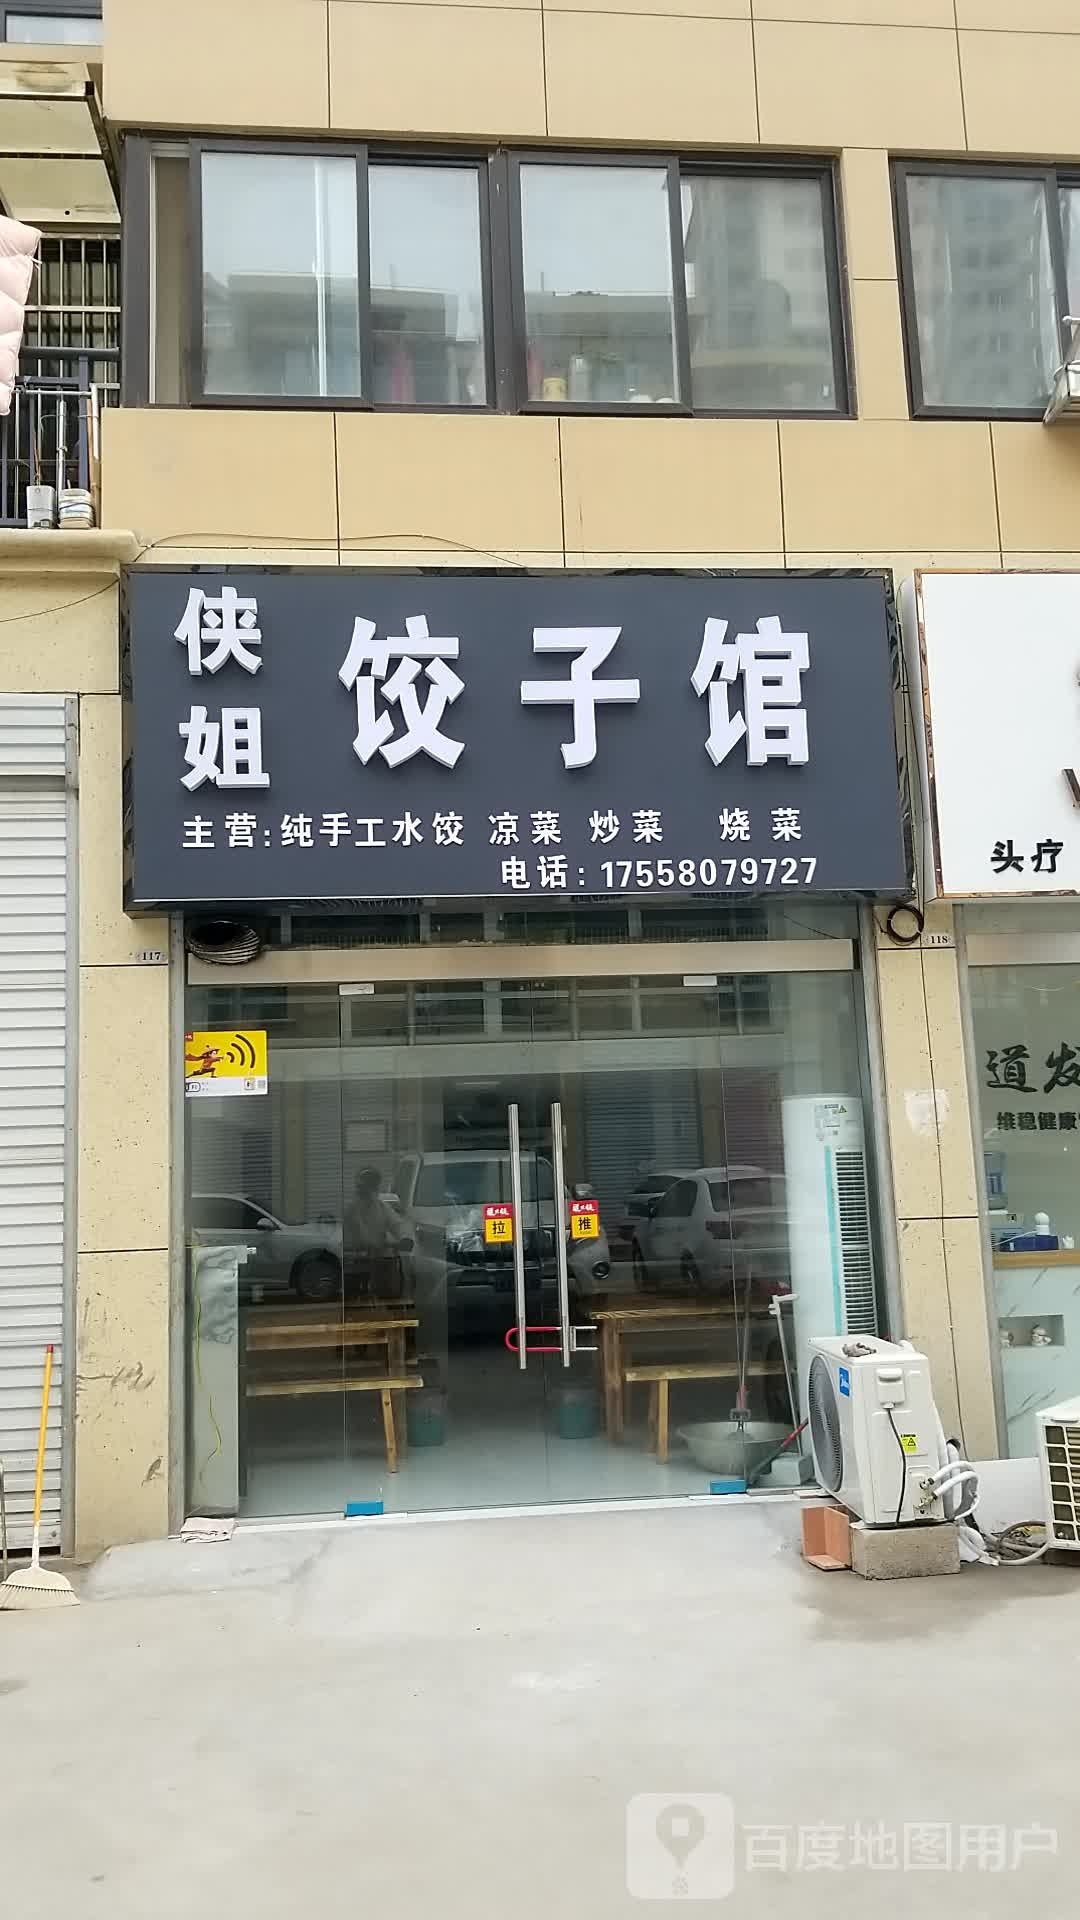 侠姐 饺子馆
主营:纯手工水饺 凉菜 炒菜 烧菜
电话: 17558079727
头疗
117
118
道发
维稳健康
拉
推
百度地图用户